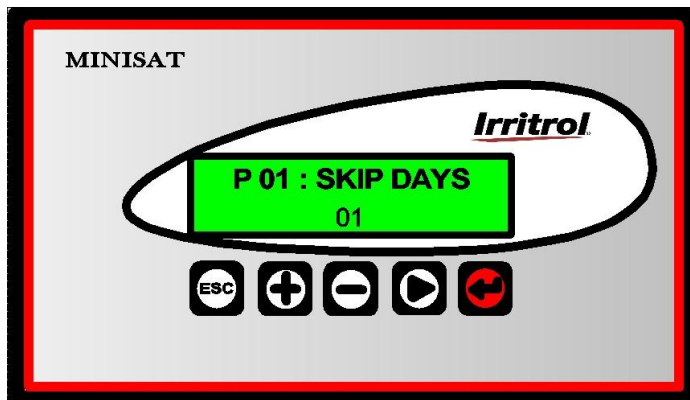 MINISAT
Irritrol
P 01 : SKIP DAYS
01
ESC